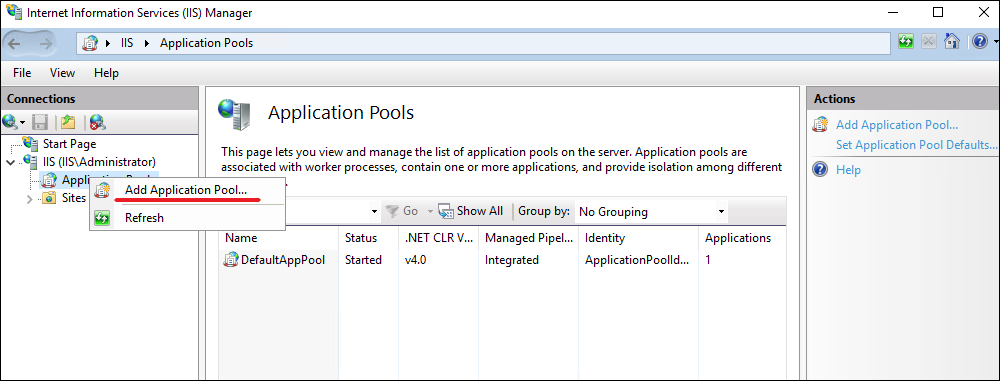 Internet Information Services (IIS) Manager
IIS
Application Pools
File
View
Help
Connections
Start Page
IIS (IIS\Administrator)
Sites
Add Application Pool...
Refresh
Application Pools
This page lets you view and manage the list of application pools on the server. Application pools are
associated with worker processes, contain one or more applications, and provide isolation among different
Go
Show All
Group by:
No Grouping
Name
Status
.NET CLR V...
Managed Pipel...
Identity
Applications
DefaultAppPool
Started
v4.0
Integrated
ApplicationPoolId...
1
Actions
Add Application Pool...
Set Application Pool Defaults...
Help